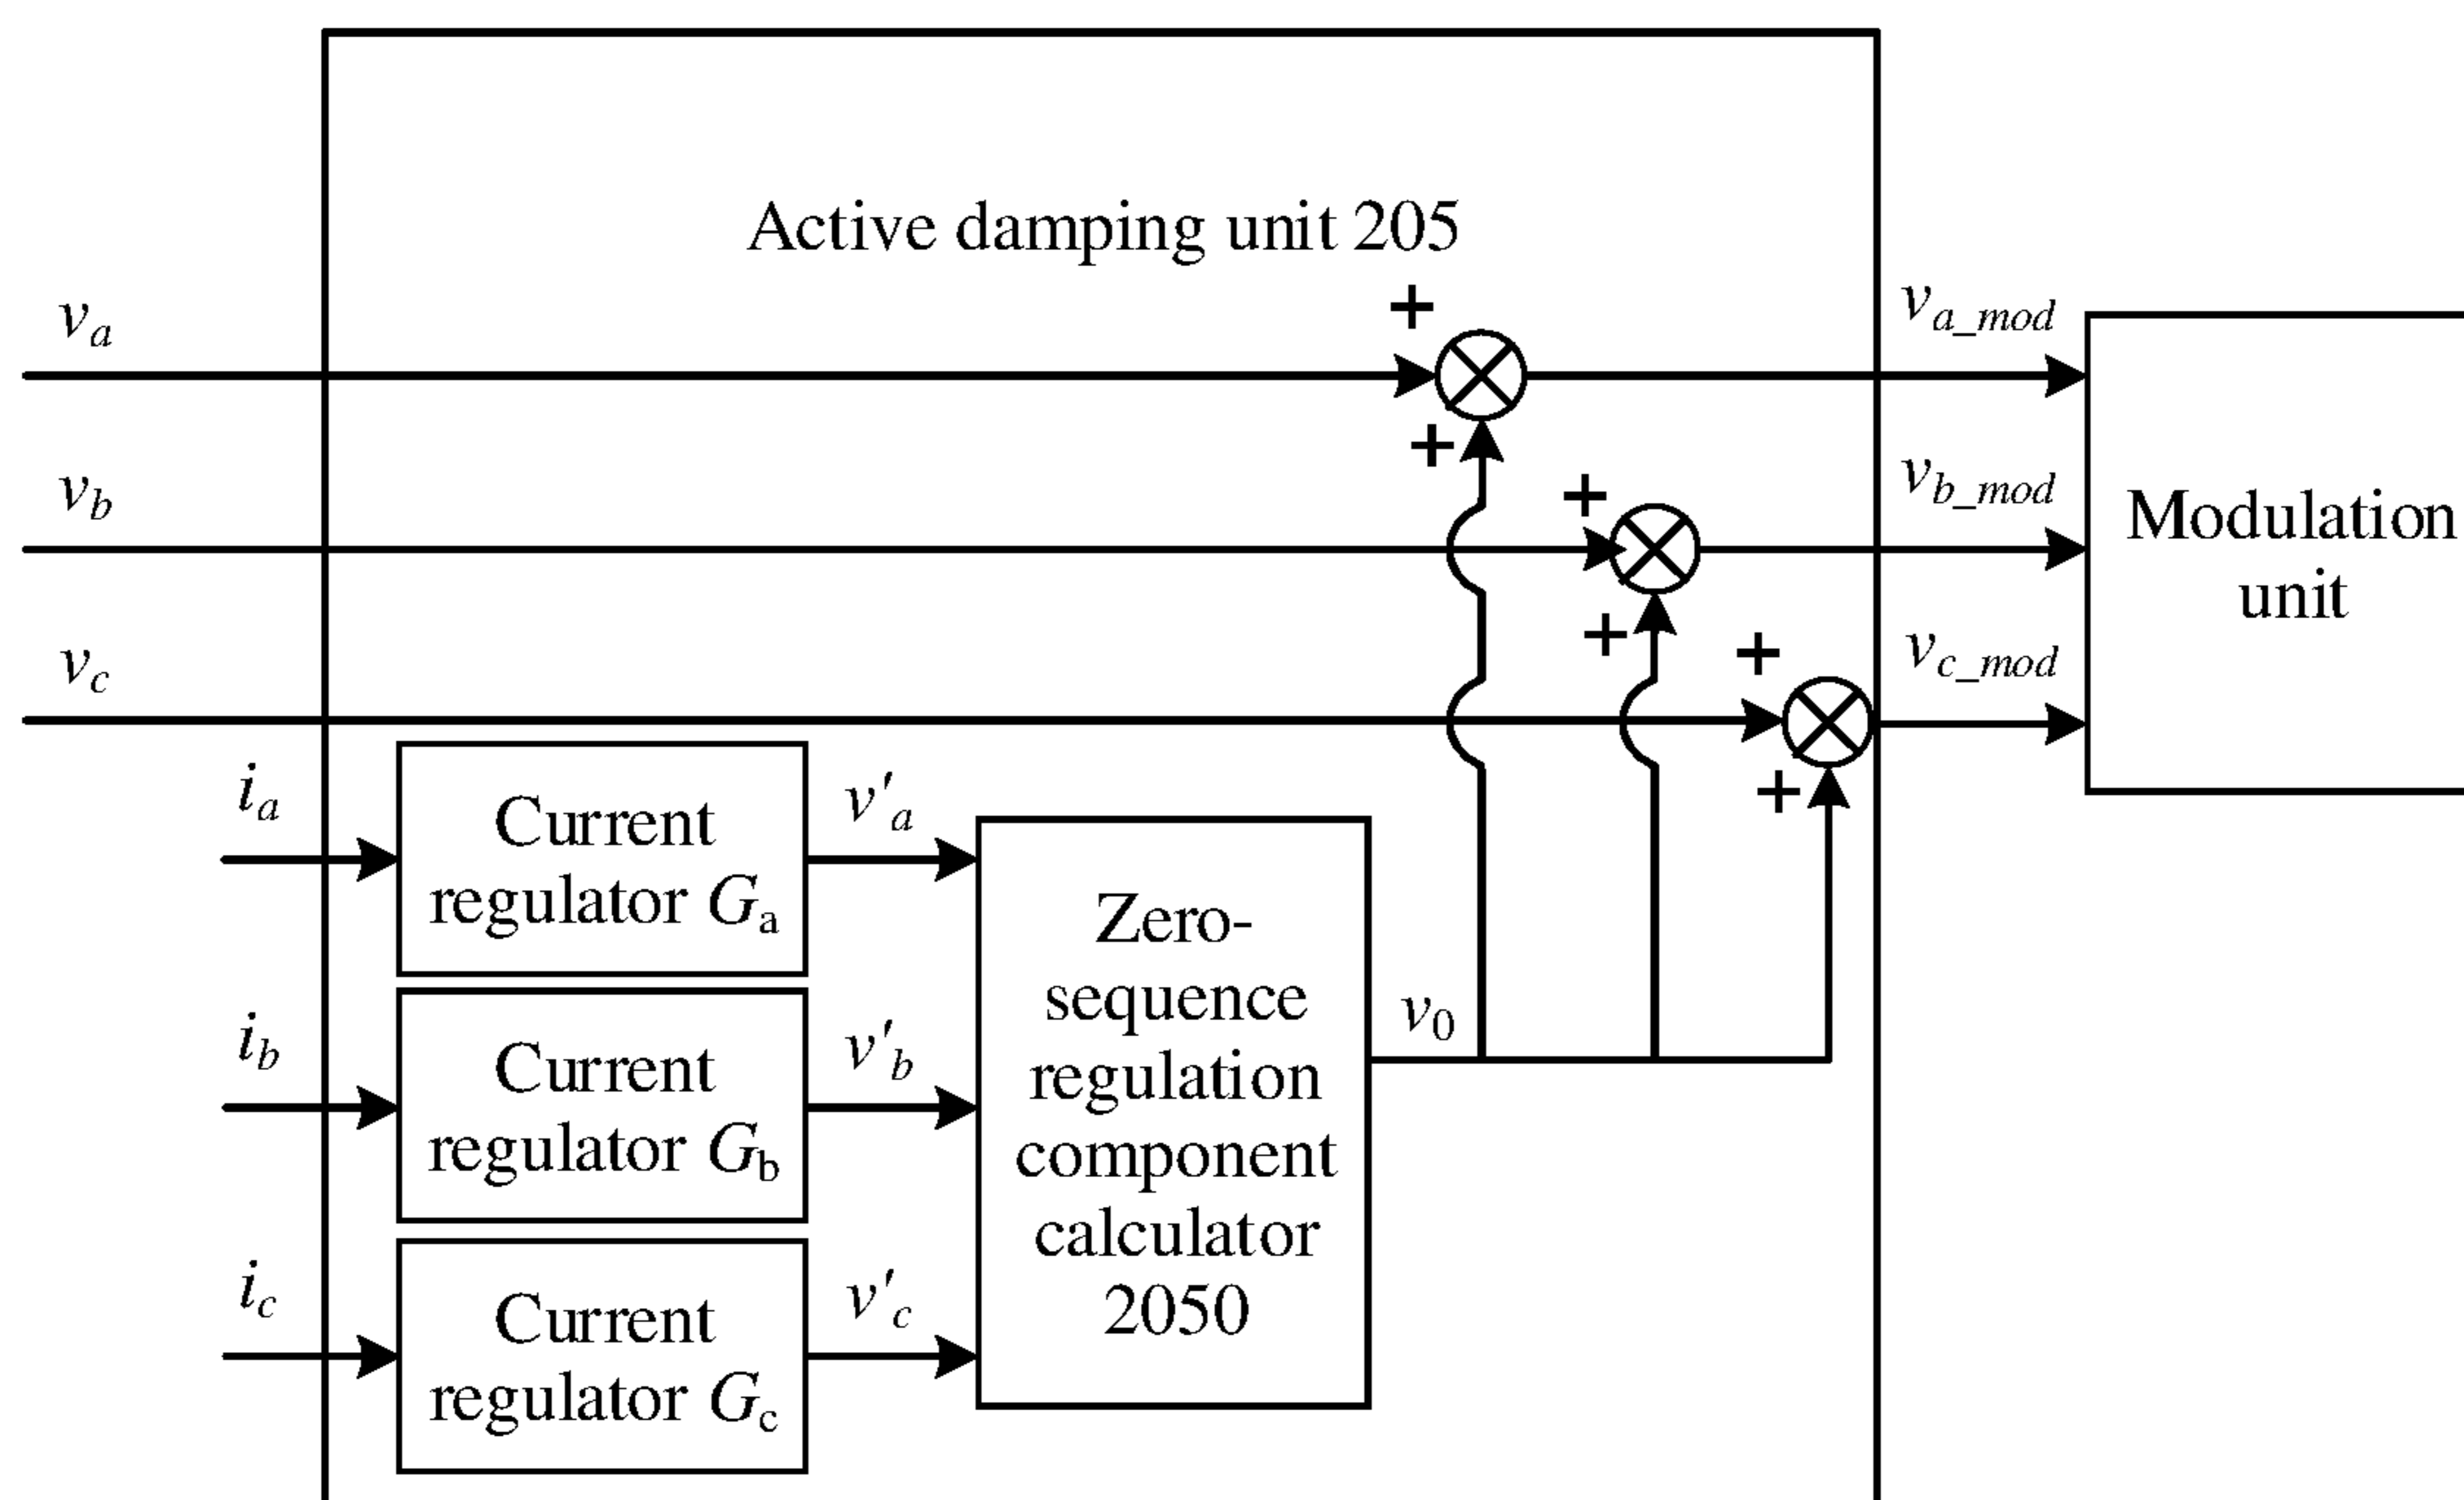 Active damping unit 205
v_a
+
v_a_mod
+
v_b
+
v_b_mod
Modulation
unit
+
v_c
+
v_c_mod
+
i_a
Current
regulator G_a
v'_a
i_b
Current
regulator G_b
v'_b
i_c
Current
regulator G_c
v'_c
Zero-
sequence
regulation
component
calculator
2050
v_0